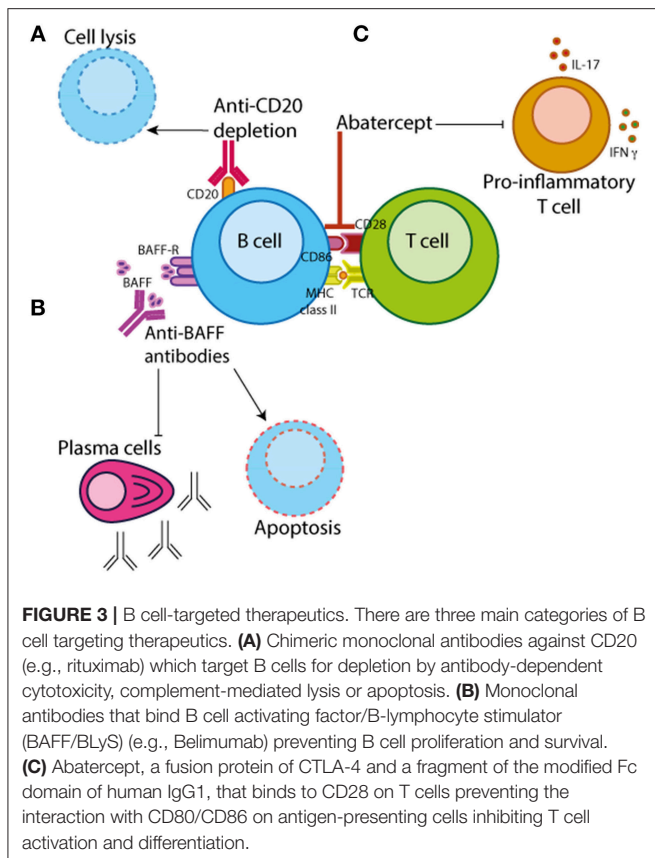 A
Cell lysis
Anti-CD20
depletion
CD20
B cell
BAFF-R
BAFF
B
Anti-BAFF
antibodies
Plasma cells
Apoptosis
C
Abatercept
IL-17
IFN γ
Pro-inflammatory
T cell
CD28
CD86
T cell
MHC
class II
TCR
FIGURE 3 | B cell-targeted therapeutics. There are three main categories of B
cell targeting therapeutics. (A) Chimeric monoclonal antibodies against CD20
(e.g., rituximab) which target B cells for depletion by antibody-dependent
cytotoxicity, complement-mediated lysis or apoptosis. (B) Monoclonal
antibodies that bind B cell activating factor/B-lymphocyte stimulator
(BAFF/BLyS) (e.g., Belimumab) preventing B cell proliferation and survival.
(C) Abatercept, a fusion protein of CTLA-4 and a fragment of the modified Fc
domain of human IgG1, that binds to CD28 on T cells preventing the
interaction with CD80/CD86 on antigen-presenting cells inhibiting T cell
activation and differentiation.